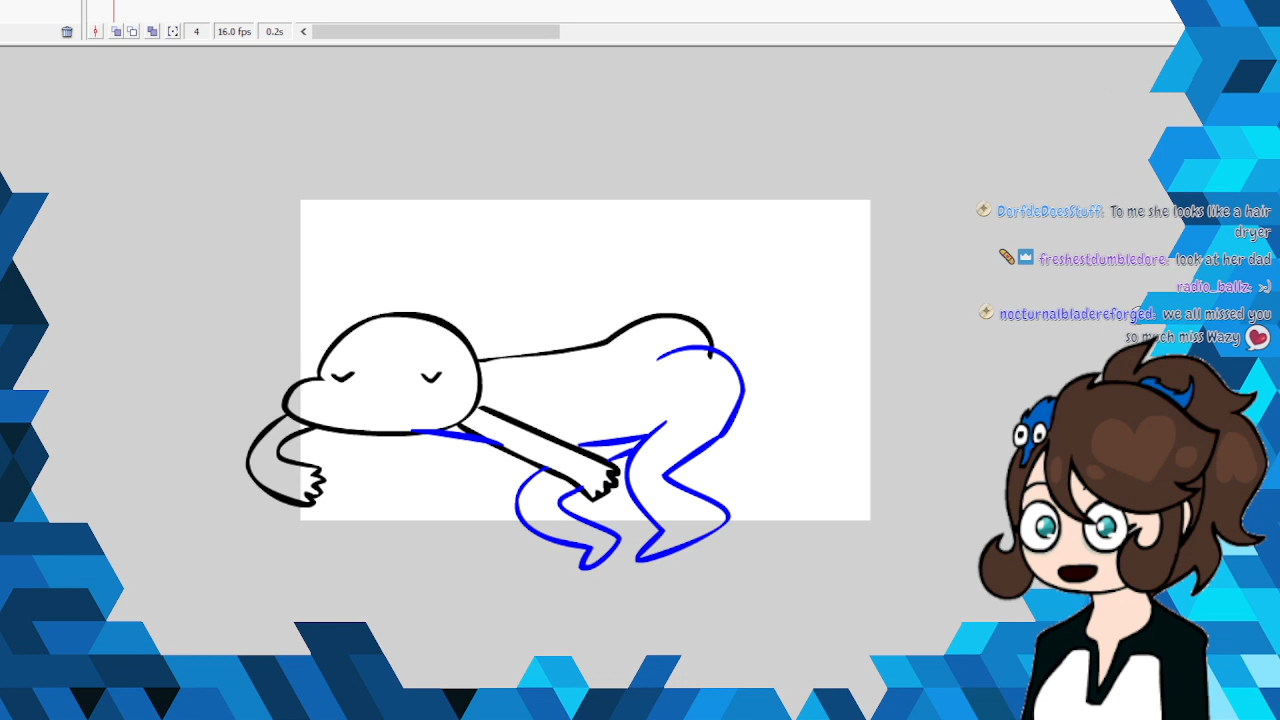 4 16.0 fps 0.2s
DorfdeDoesStuff: To me she looks like a hair
dryer
freshestdumbledore: look at her dad
radio_ballz: :)
nocturnalbladereforged: we all missed you
so much miss Wazy